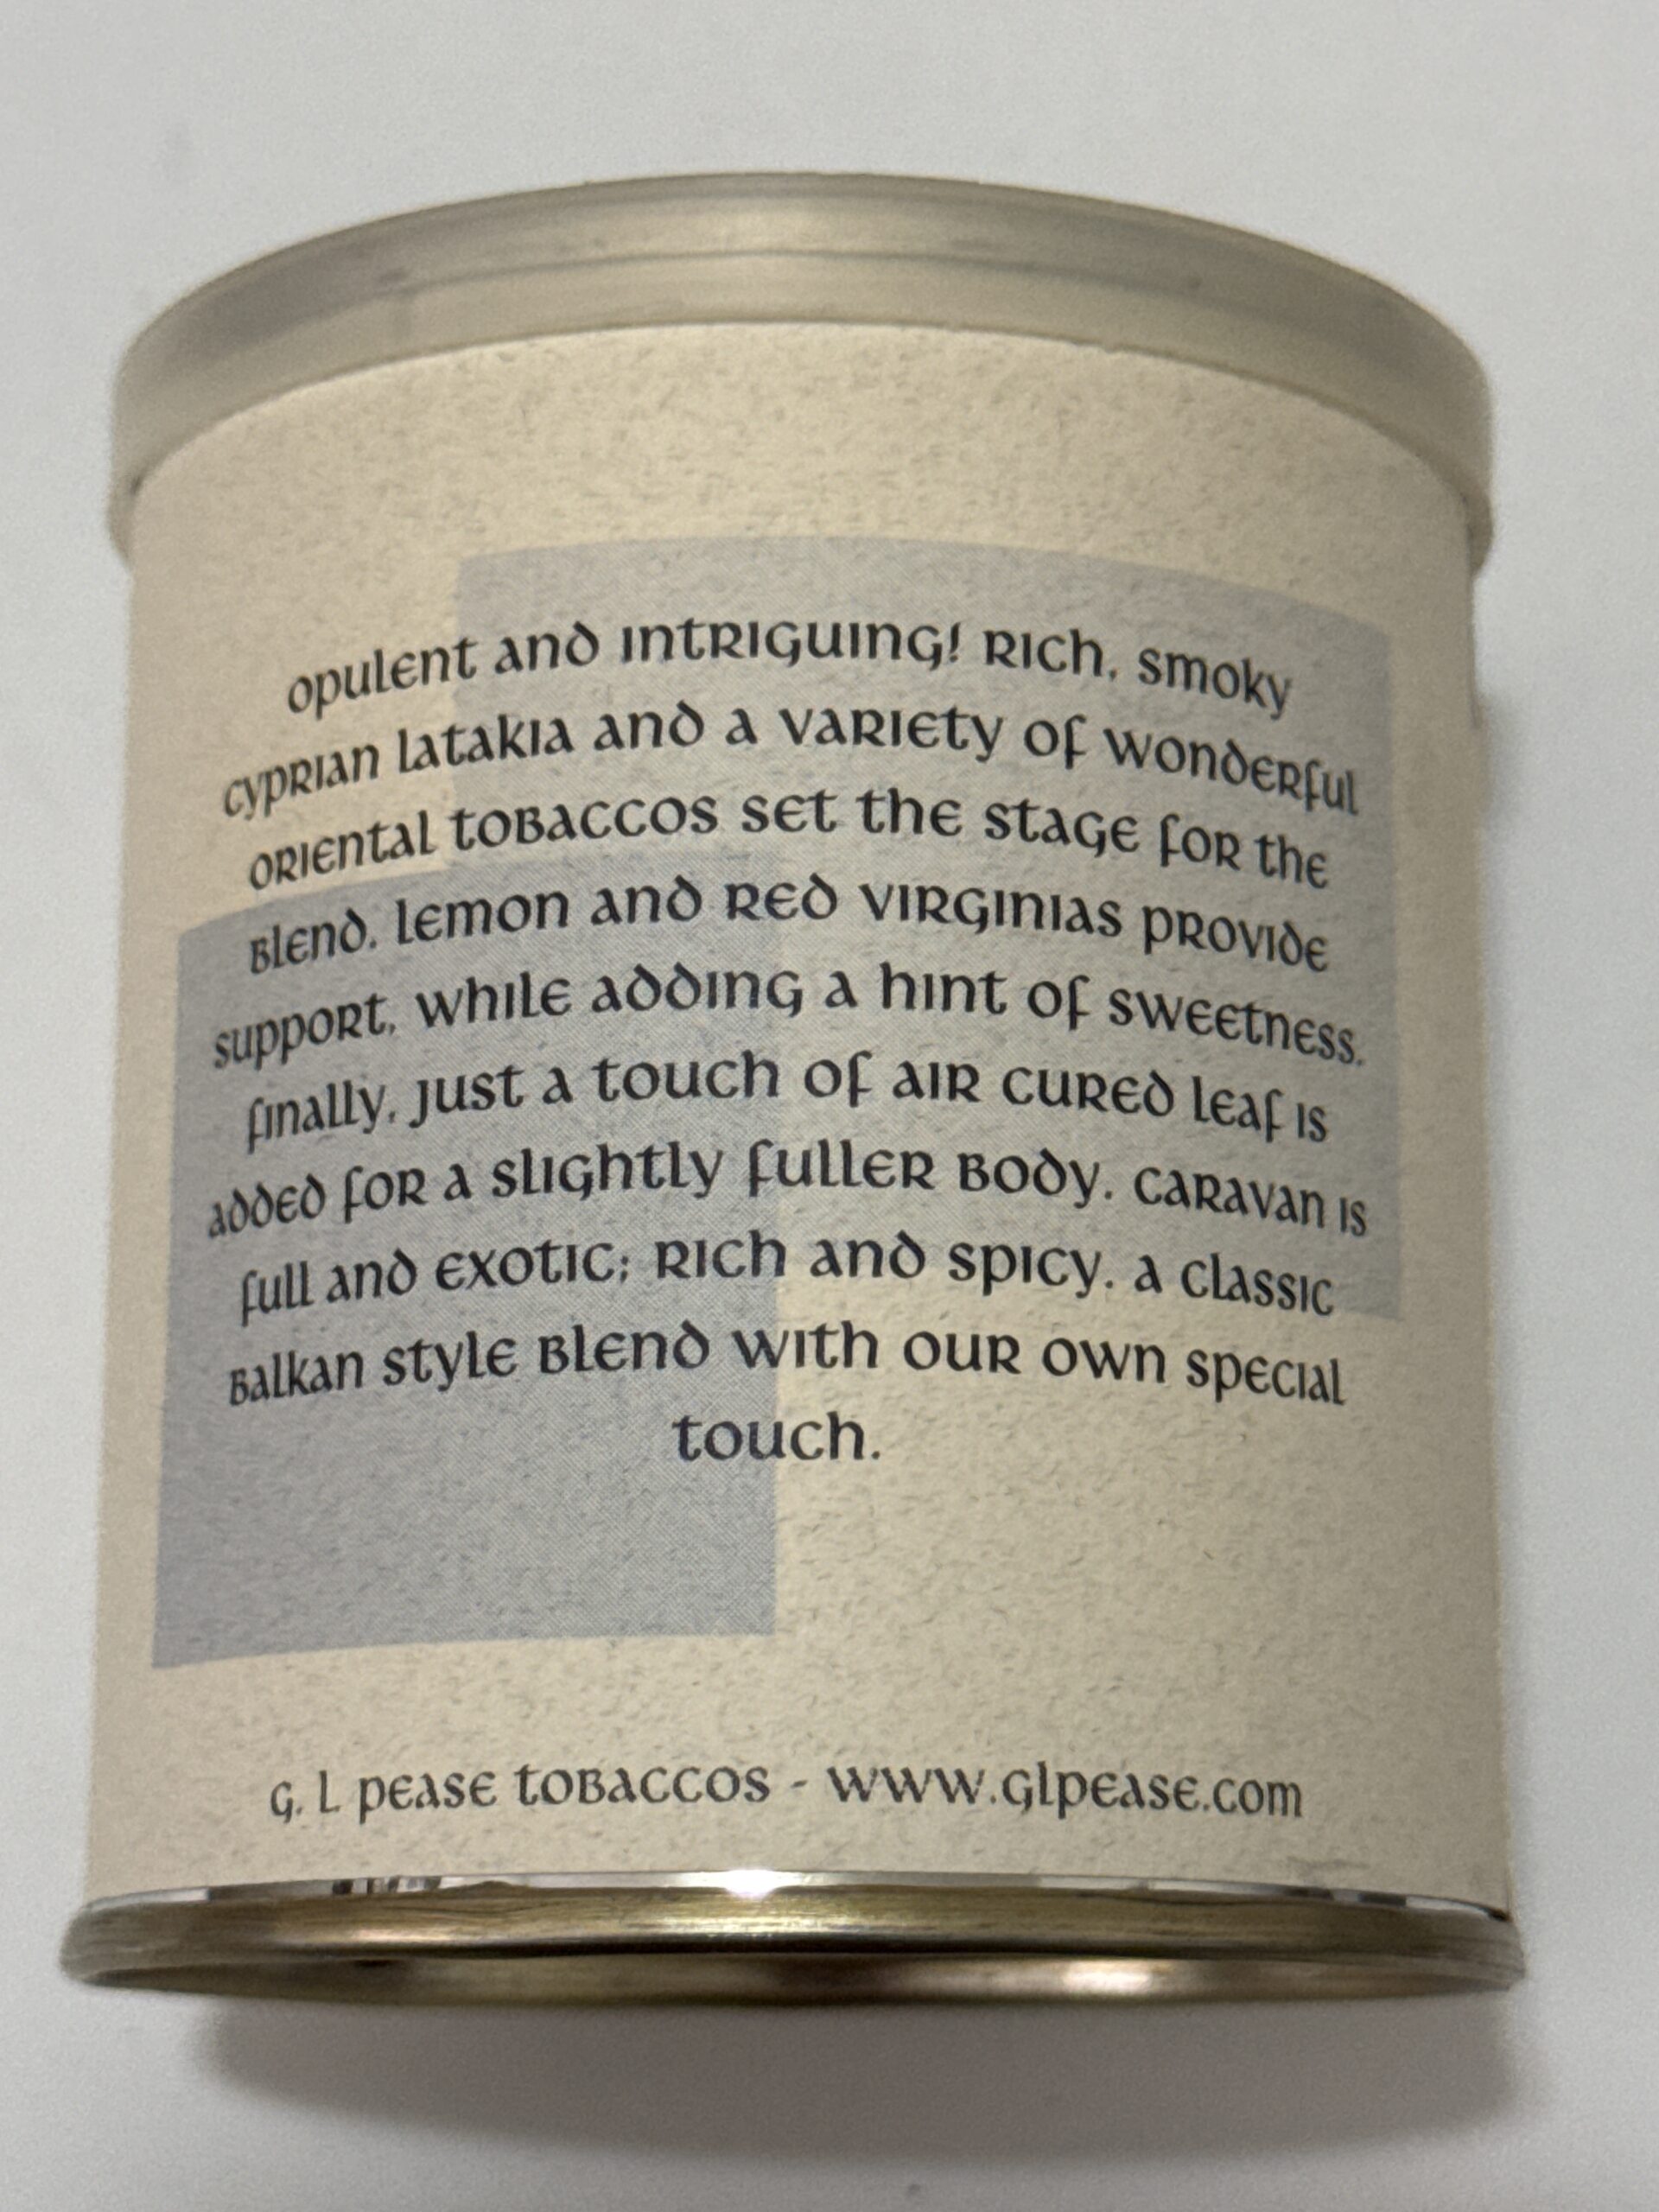 opulent and intriguing! Rich, smoky
cyprian latakia and a variety of wonderful
oriental tobaccos set the stage for the
blend. Lemon and red virginias provide
support, while adding a hint of sweetness.
finally, just a touch of air cured leaf is
added for a slightly fuller body. Caravan is
full and exotic; rich and spicy. A classic
Balkan style blend with our own special
touch.
G. L Pease Tobaccos - www.glpease.com